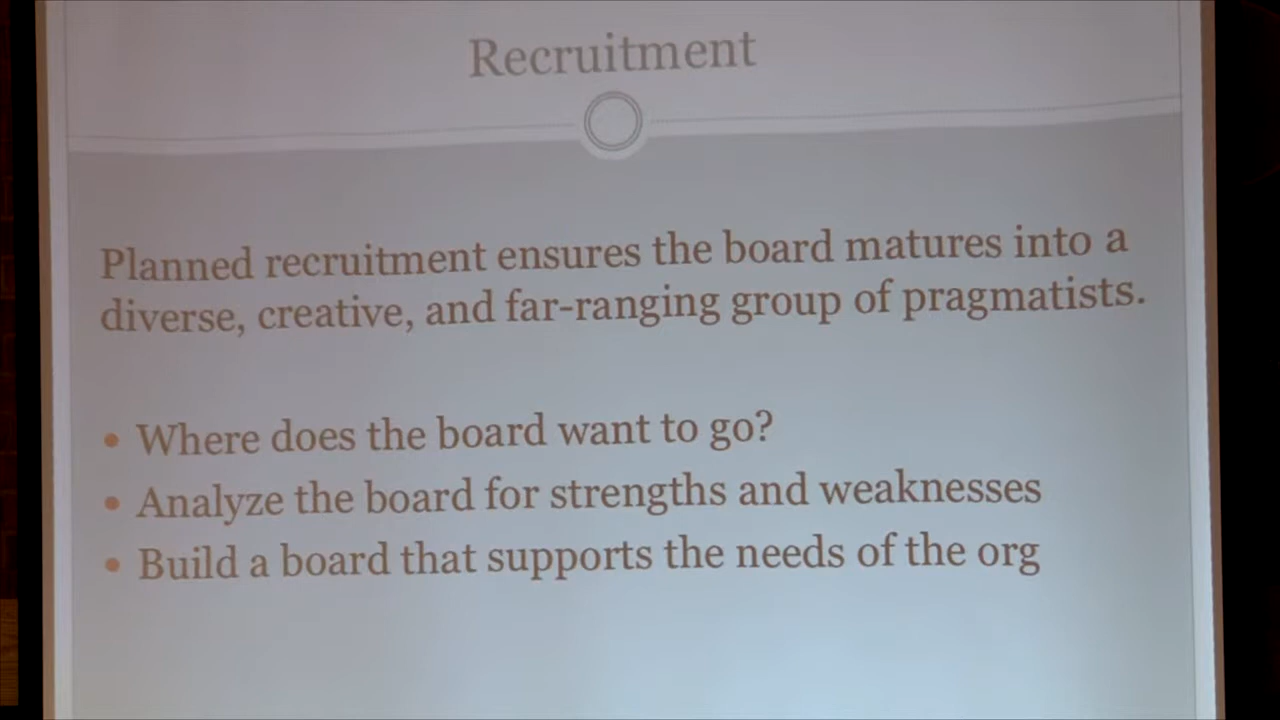 Recruitment
Planned recruitment ensures the board matures into a
diverse, creative, and far-ranging group of pragmatists.
• Where does the board want to go?
• Analyze the board for strengths and weaknesses
• Build a board that supports the needs of the org